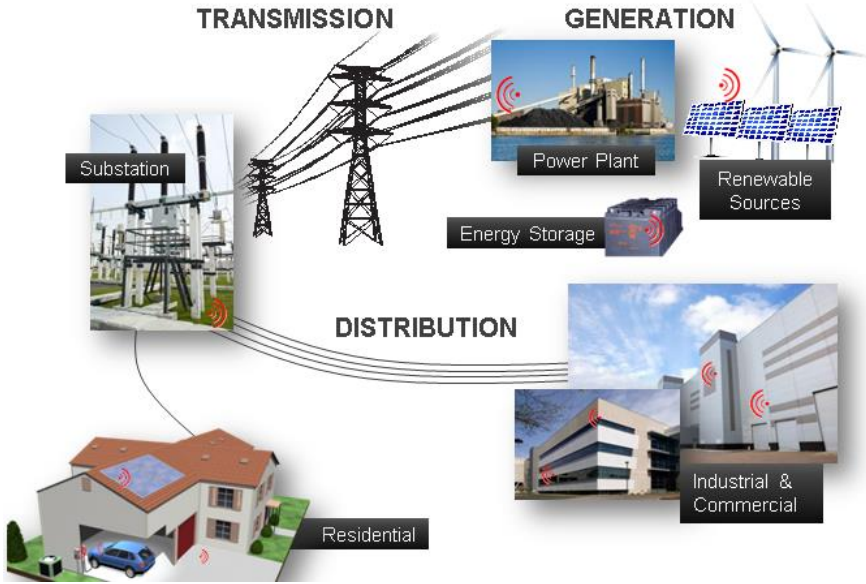 TRANSMISSION
GENERATION
Substation
Power Plant
Renewable
Sources
Energy Storage
DISTRIBUTION
Industrial &
Commercial
Residential